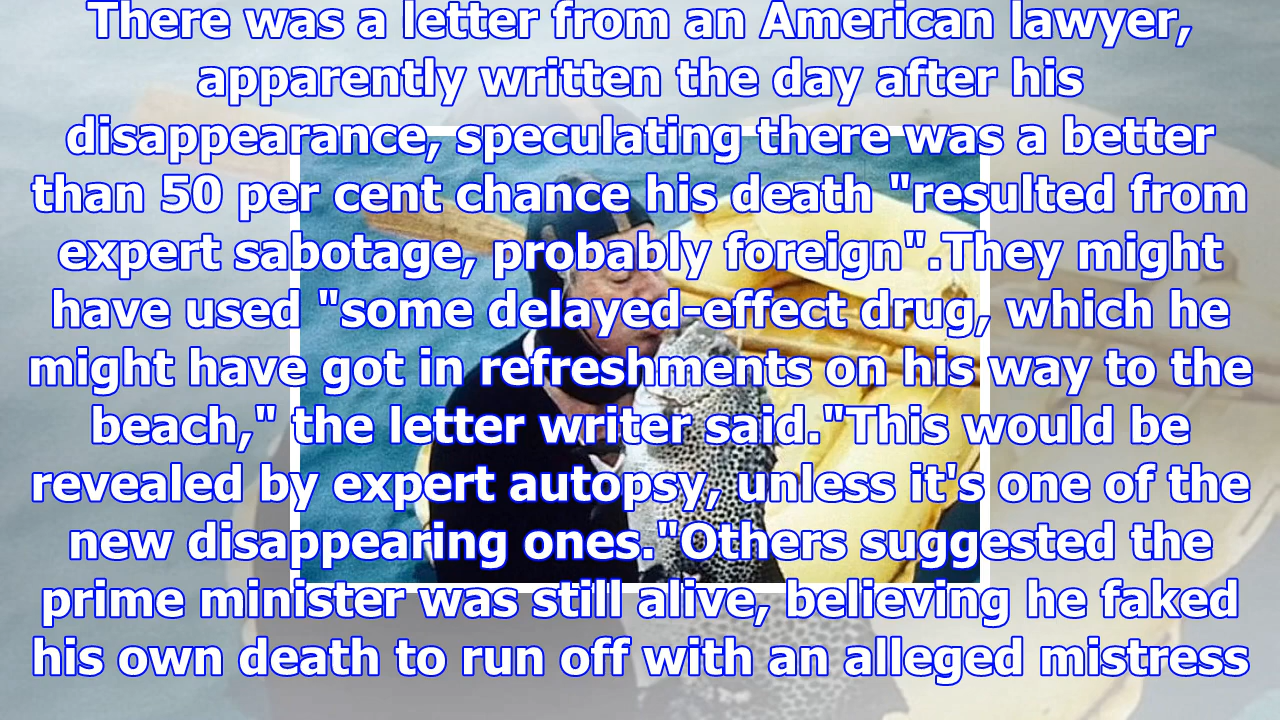 There was a letter from an American lawyer,
apparently written the day after his
disappearance, speculating there was a better
than 50 per cent chance his death "resulted from
expert sabotage, probably foreign".They might
have used "some delayed-effect drug, which he
might have got in refreshments on his way to the
beach," the letter writer said."This would be
revealed by expert autopsy, unless it's one of the
new disappearing ones."Others suggested the
prime minister was still alive, believing he faked
his own death to run off with an alleged mistress